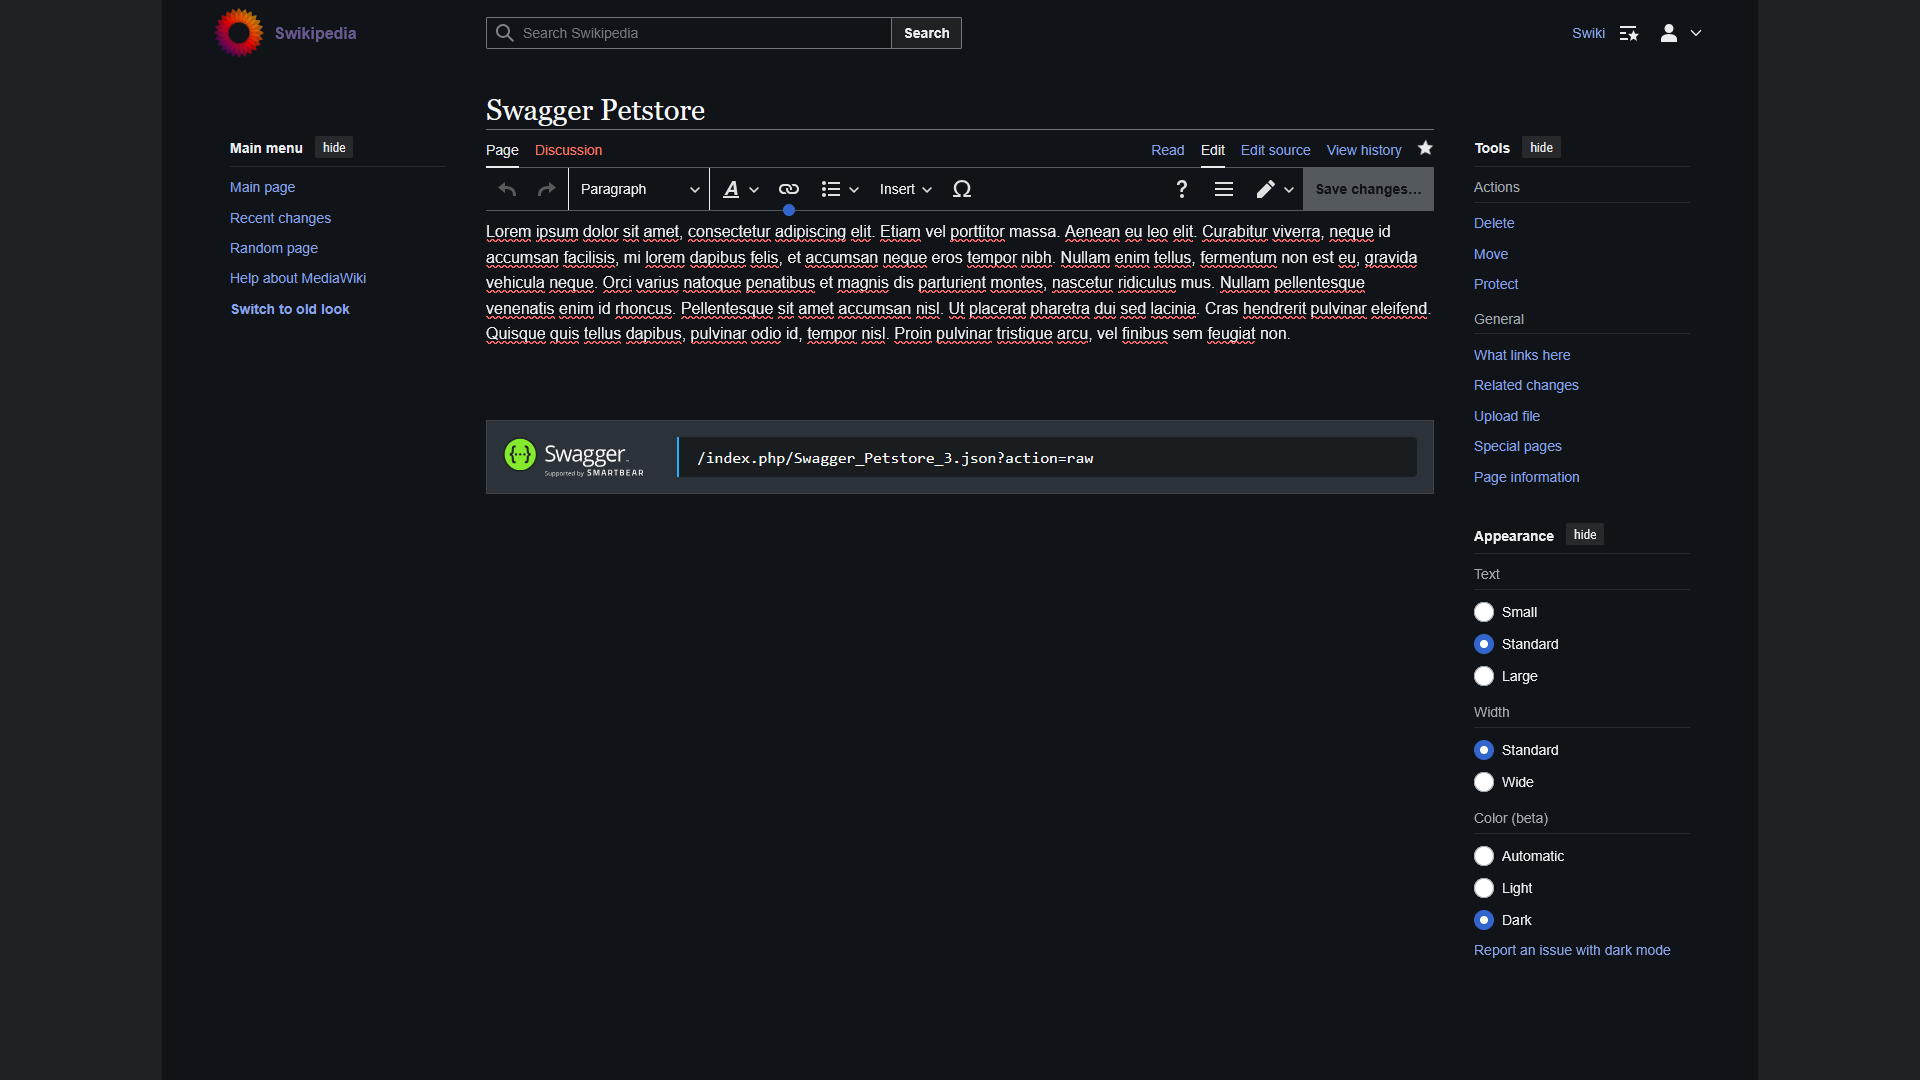 Swikipedia
Search Swikipedia
Search
Swiki
Swagger Petstore
Main menu
hide
Main page
Recent changes
Random page
Help about MediaWiki
Switch to old look
Page
Discussion
Read
Edit
Edit source
View history
Paragraph
A
Insert
Ω
?
Save changes...
Lorem ipsum dolor sit amet, consectetur adipiscing elit. Etiam vel porttitor massa. Aenean eu leo elit. Curabitur viverra, neque id
accumsan facilisis, mi lorem dapibus felis, et accumsan neque eros tempor nibh. Nullam enim tellus, fermentum non est eu, gravida
vehicula neque. Orci varius natoque penatibus et magnis dis parturient montes, nascetur ridiculus mus. Nullam pellentesque
venenatis enim id rhoncus. Pellentesque sit amet accumsan nisl. Ut placerat pharetra dui sed lacinia. Cras hendrerit pulvinar eleifend.
Quisque quis tellus dapibus, pulvinar odio id, tempor nisl. Proin pulvinar tristique arcu, vel finibus sem feugiat non.
{...} Swagger
Supported by SMARTBEAR
/index.php/Swagger_Petstore_3.json?action=raw
Tools
hide
Actions
Delete
Move
Protect
General
What links here
Related changes
Upload file
Special pages
Page information
Appearance
hide
Text
Small
Standard
Large
Width
Standard
Wide
Color (beta)
Automatic
Light
Dark
Report an issue with dark mode